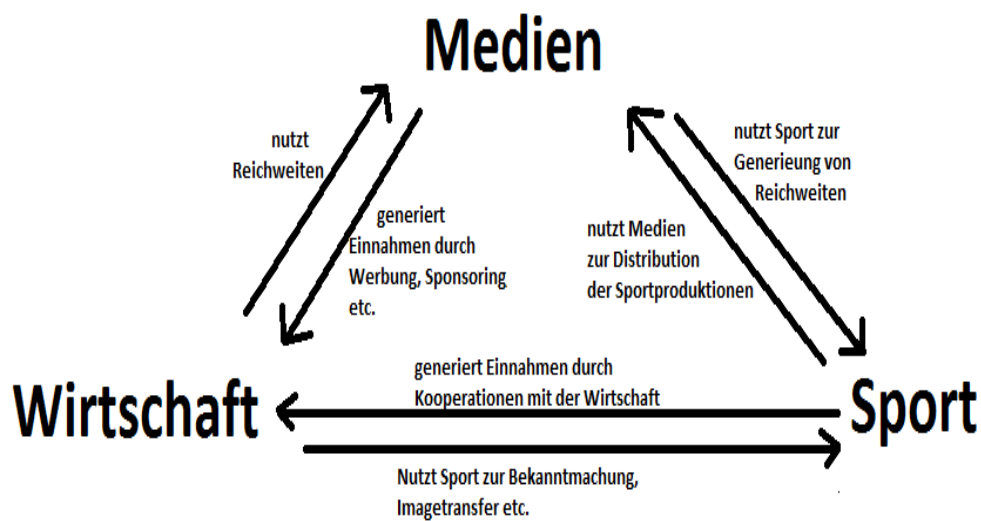 Medien
nutzt
Reichweiten
generiert
Einnahmen durch
Werbung, Sponsoring
etc.
nutzt Sport zur
Generieung von
Reichweiten
nutzt Medien
zur Distribution
der Sportproduktionen
generiert Einnahmen durch
Kooperationen mit der Wirtschaft
Wirtschaft
Sport
Nutzt Sport zur Bekanntmachung,
Imagetransfer etc.